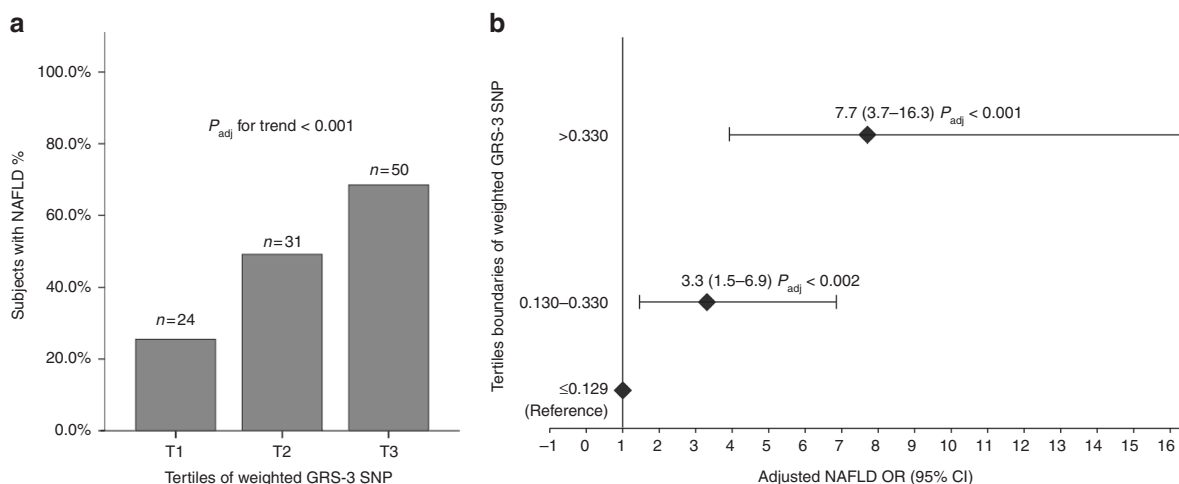 a
100.0%
80.0%
60.0%
40.0%
20.0%
0.0%
Subjects with NAFLD %
P adj for trend < 0.001
n=24
n=31
n=50
T1 T2 T3
Tertiles of weighted GRS-3 SNP
b
Tertiles boundaries of weighted GRS-3 SNP
>0.330
0.130–0.330
≤0.129
(Reference)
7.7 (3.7–16.3) P adj < 0.001
3.3 (1.5–6.9) P adj < 0.002
–1 0 1 2 3 4 5 6 7 8 9 10 11 12 13 14 15 16
Adjusted NAFLD OR (95% CI)